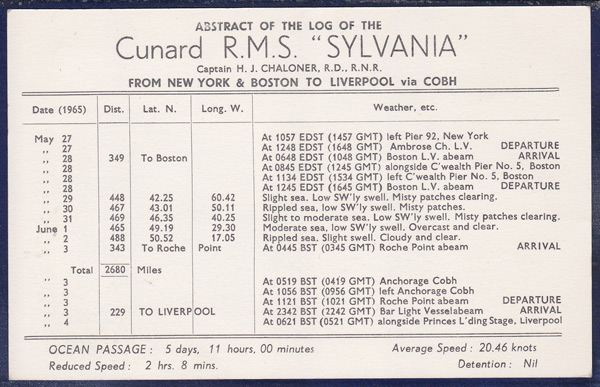 ABSTRACT OF THE LOG OF THE
Cunard R.M.S. "SYLVANIA"
Captain H. J. CHALONER, R.D., R.N.R.
FROM NEW YORK & BOSTON TO LIVERPOOL via COBH
Date (1965) Dist. Lat. N. Long. W. Weather, etc.
May 27 At 1057 EDST (1457 GMT) left Pier 92, New York
,, 27 At 1248 EDST (1648 GMT) Ambrose Ch. L.V. DEPARTURE
,, 28 349 To Boston At 0648 EDST (1048 GMT) Boston L.V. abeam ARRIVAL
,, 28 At 0845 EDST (1245 GMT) alongside C'wealth Pier No. 5, Boston
,, 28 At 1134 EDST (1534 GMT) left C'wealth Pier No. 5, Boston
,, 28 At 1245 EDST (1645 GMT) Boston L.V. abeam DEPARTURE
,, 29 448 42.25 60.42 Slight sea. Low SW'ly swell. Misty patches clearing.
,, 30 467 43.01 50.11 Rippled sea, low SW'ly swell. Misty patches.
,, 31 469 46.35 40.25 Slight to moderate sea. Low SW'ly swell. Misty patches clearing.
June 1 465 49.19 29.30 Moderate sea, low SW'ly swell. Overcast and clear.
,, 2 488 50.52 17.05 Rippled sea. Slight swell. Cloudy and clear.
,, 3 343 To Roche Point At 0445 BST (0345 GMT) Roche Point abeam ARRIVAL
Total 2680 Miles
,, 3 At 0519 BST (0419 GMT) Anchorage Cobh
,, 3 At 1056 BST (0956 GMT) left Anchorage Cobh
,, 3 At 1121 BST (1021 GMT) Roche Point abeam DEPARTURE
,, 3 229 TO LIVERPOOL At 2342 BST (2242 GMT) Bar Light Vesselabeam ARRIVAL
,, 4 At 0621 BST (0521 GMT) alongside Princes L'ding Stage, Liverpool
OCEAN PASSAGE : 5 days, 11 hours, 00 minutes Average Speed : 20.46 knots
Reduced Speed : 2 hrs. 8 mins. Detention : Nil